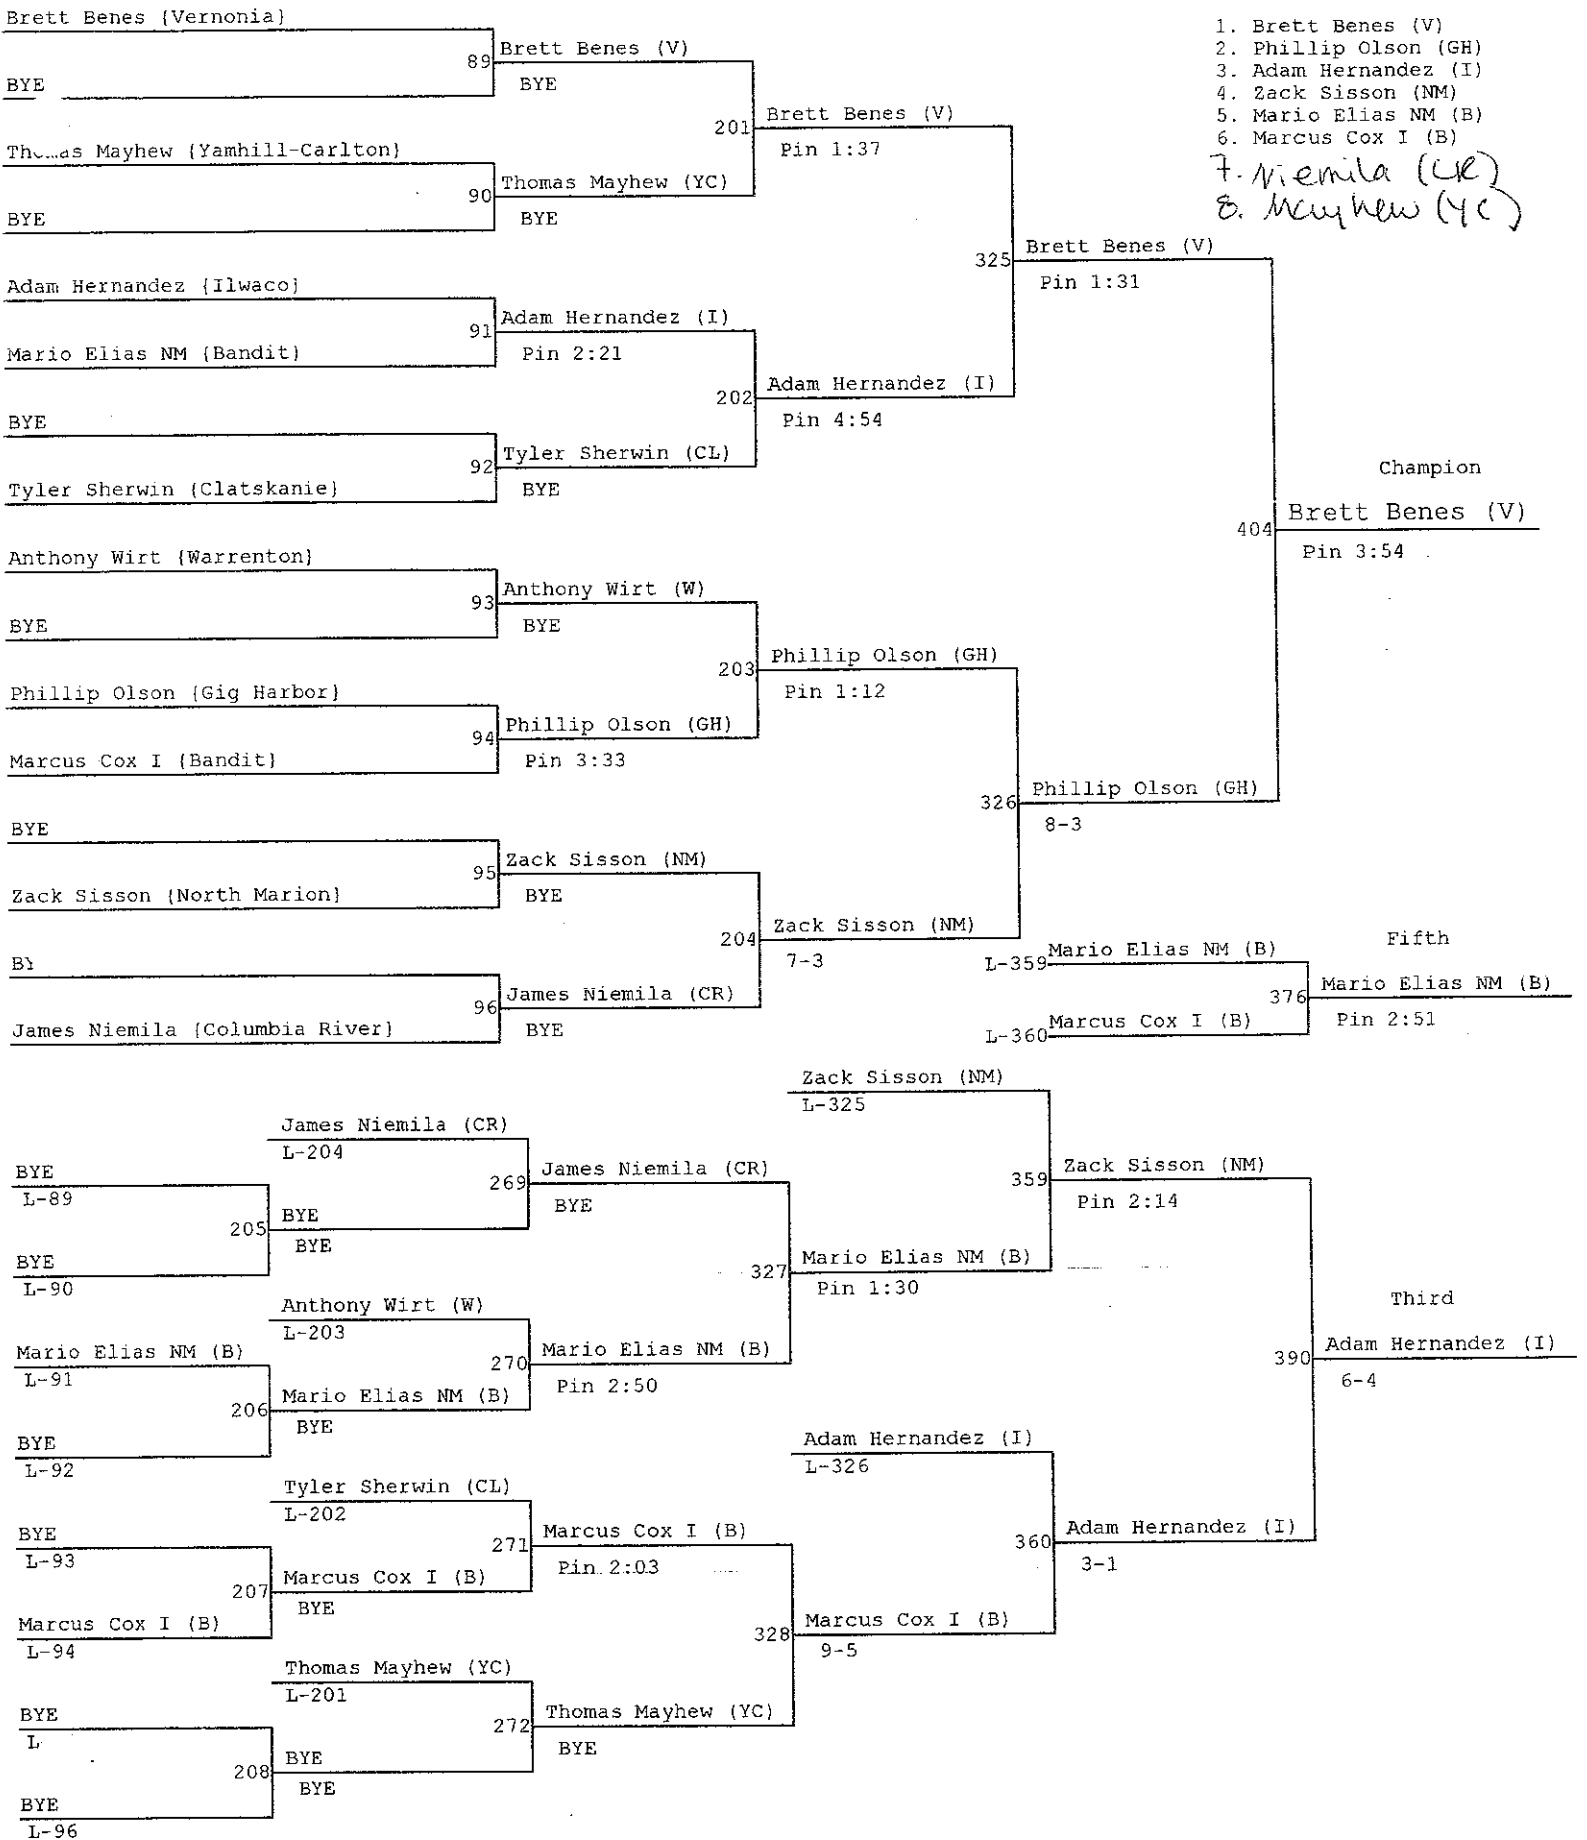 Brett Benes {Vernonia}
BYE
89
Brett Benes (V)
BYE
Mayhew {Yamhill-Carlton}
BYE
90
Thomas Mayhew (YC)
BYE
201
Brett Benes (V)
Pin 1:37
Adam Hernandez {Ilwaco}
Mario Elias NM {Bandit}
91
Adam Hernandez (I)
Pin 2:21
BYE
Tyler Sherwin {Clatskanie}
92
Tyler Sherwin (CL)
BYE
202
Adam Hernandez (I)
Pin 4:54
325
Brett Benes (V)
Pin 1:31
Anthony Wirt {Warrenton}
BYE
93
Anthony Wirt (W)
BYE
Phillip Olson {Gig Harbor}
Marcus Cox I {Bandit}
94
Phillip Olson (GH)
Pin 3:33
203
Phillip Olson (GH)
Pin 1:12
BYE
Zack Sisson {North Marion}
95
Zack Sisson (NM)
BYE
James Niemila {Columbia River}
96
James Niemila (CR)
BYE
204
Zack Sisson (NM)
7-3
326
Phillip Olson (GH)
8-3
404
Champion
Brett Benes (V)
Pin 3:54
1. Brett Benes (V)
2. Phillip Olson (GH)
3. Adam Hernandez (I)
4. Zack Sisson (NM)
5. Mario Elias NM (B)
6. Marcus Cox I (B)
7. Niemila (CR)
8. Mayhew (YC)
L-359 Mario Elias NM (B)
L-360 Marcus Cox I (B)
376
Fifth
Mario Elias NM (B)
Pin 2:51
BYE
L-89
BYE
L-90
205
BYE
BYE
James Niemila (CR)
L-204
269
James Niemila (CR)
BYE
Mario Elias NM (B)
L-91
BYE
L-92
206
Mario Elias NM (B)
BYE
Anthony Wirt (W)
L-203
270
Mario Elias NM (B)
Pin 2:50
327
Mario Elias NM (B)
Pin 1:30
Zack Sisson (NM)
L-325
359
Zack Sisson (NM)
Pin 2:14
BYE
L-93
Marcus Cox I (B)
L-94
207
Marcus Cox I (B)
BYE
Tyler Sherwin (CL)
L-202
271
Marcus Cox I (B)
Pin 2:03
BYE
L
BYE
L-96
208
BYE
BYE
Thomas Mayhew (YC)
L-201
272
Thomas Mayhew (YC)
BYE
328
Marcus Cox I (B)
9-5
Adam Hernandez (I)
L-326
360
Adam Hernandez (I)
3-1
390
Third
Adam Hernandez (I)
6-4